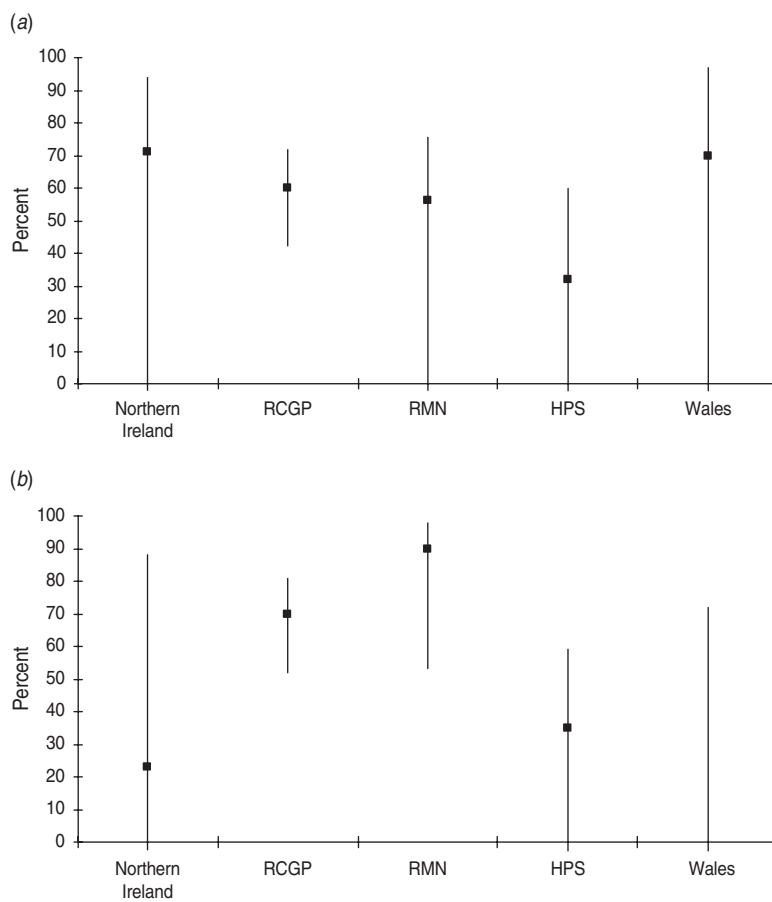 (a)
100
90
80
70
60
50
40
30
20
10
0
Percent
Northern
Ireland
RCGP
RMN
HPS
Wales
(b)
100
90
80
70
60
50
40
30
20
10
0
Percent
Northern
Ireland
RCGP
RMN
HPS
Wales